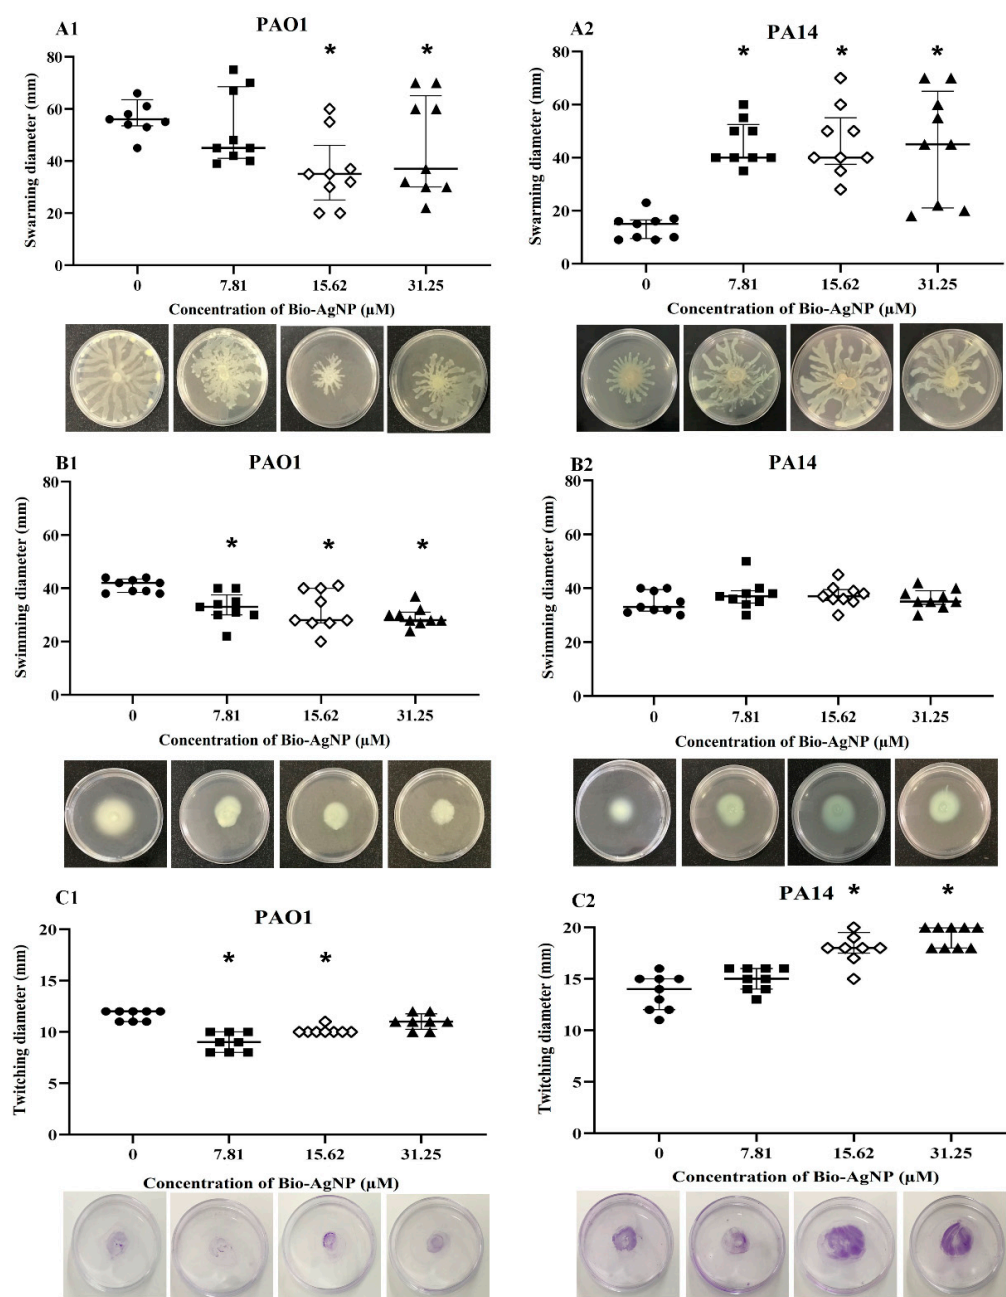 A1
PAO1
* *
Swarming diameter (mm)
80
60
40
20
0
0 7.81 15.62 31.25
Concentration of Bio-AgNP (µM)
A2
PA14
* * *
Swarming diameter (mm)
80
60
40
20
0
0 7.81 15.62 31.25
Concentration of Bio-AgNP (µM)
B1
PAO1
* * *
Swimming diameter (mm)
80
60
40
20
0
0 7.81 15.62 31.25
Concentration of Bio-AgNP (µM)
B2
PA14
Swimming diameter (mm)
80
60
40
20
0
0 7.81 15.62 31.25
Concentration of Bio-AgNP (µM)
C1
PAO1
* *
Twitching diameter (mm)
20
15
10
5
0
0 7.81 15.62 31.25
Concentration of Bio-AgNP (µM)
C2
PA14
* *
Twitching diameter (mm)
20
15
10
5
0
0 7.81 15.62 31.25
Concentration of Bio-AgNP (µM)